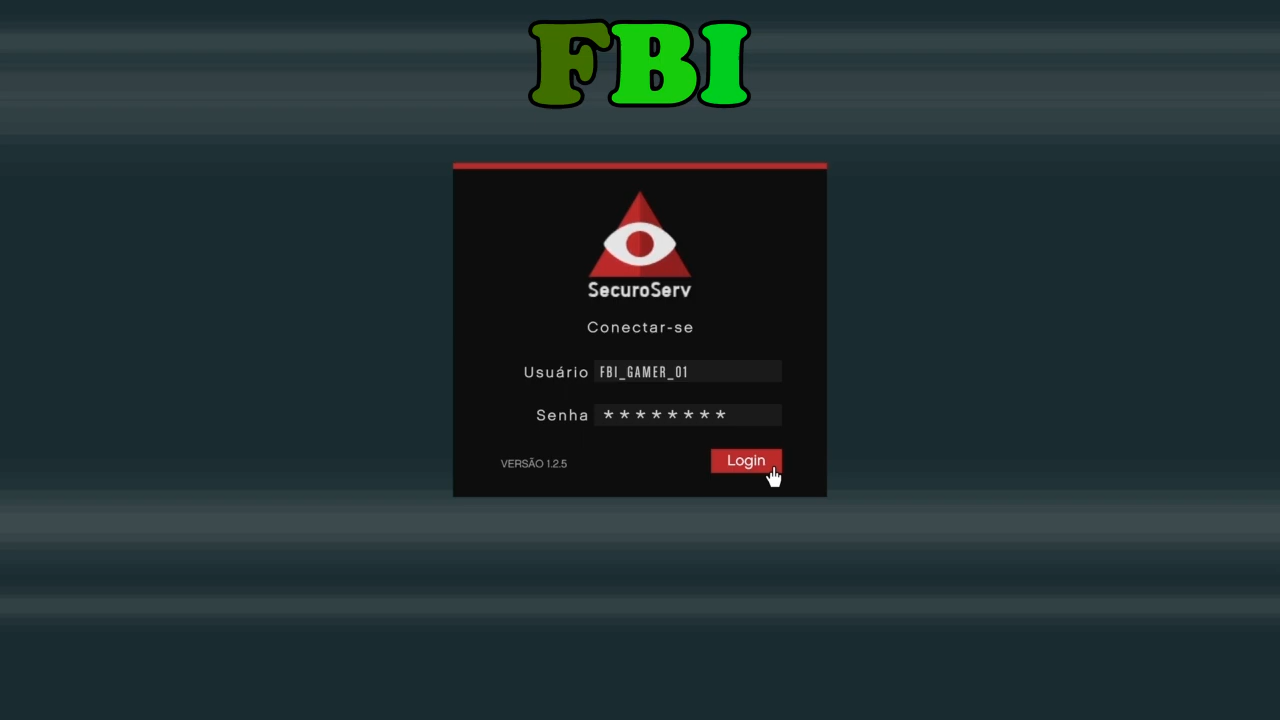 FBI
SecuroServ
Conectar-se
Usuário FBI_GAMER_01
Senha ********
VERSÃO 1.2.5
Login